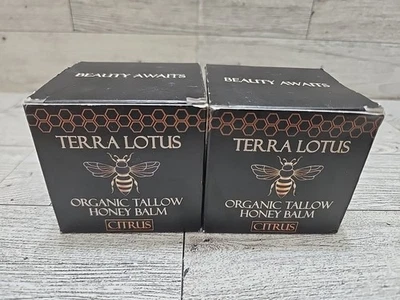 BEAUTY AWAITS
TERRA LOTUS
ORGANIC TALLOW
HONEY BALM
CITRUS
BEAUTY AWAITS
TERRA LOTUS
ORGANIC TALLOW
HONEY BALM
CITRUS